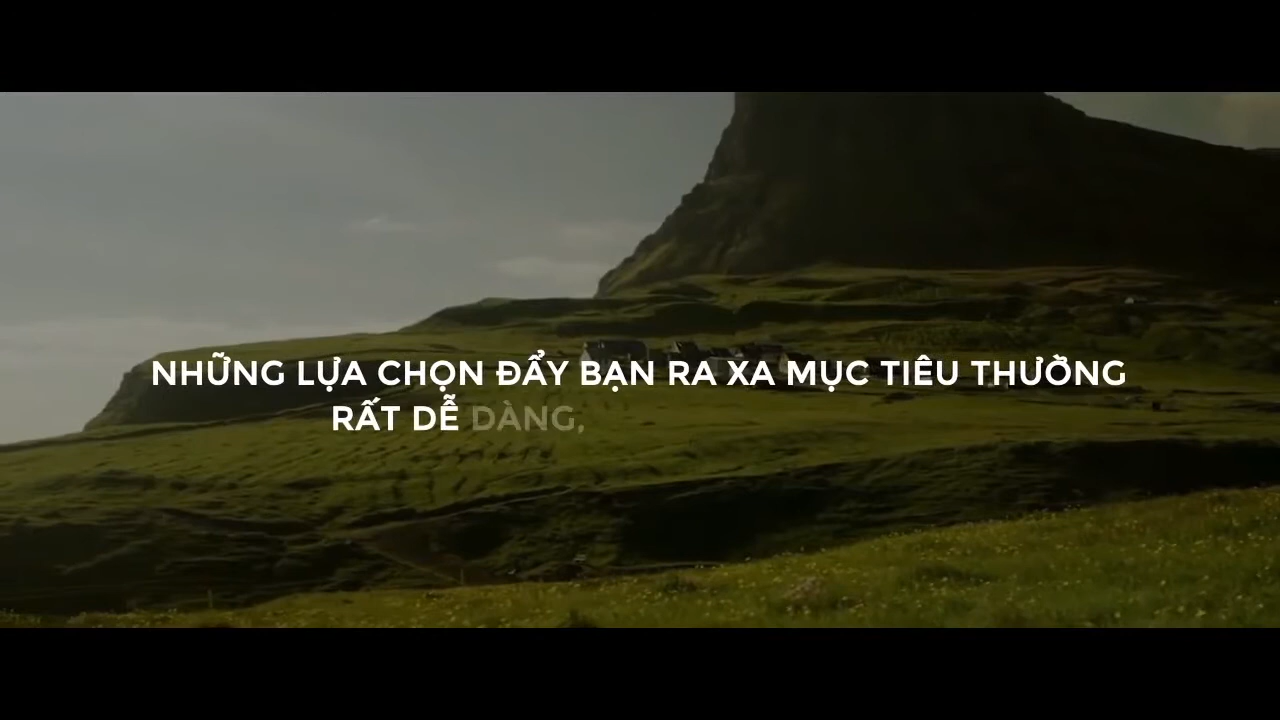 NHỮNG LỰA CHỌN ĐẨY BẠN RA XA MỤC TIÊU THƯỜNG
RẤT DỄ DÀNG,